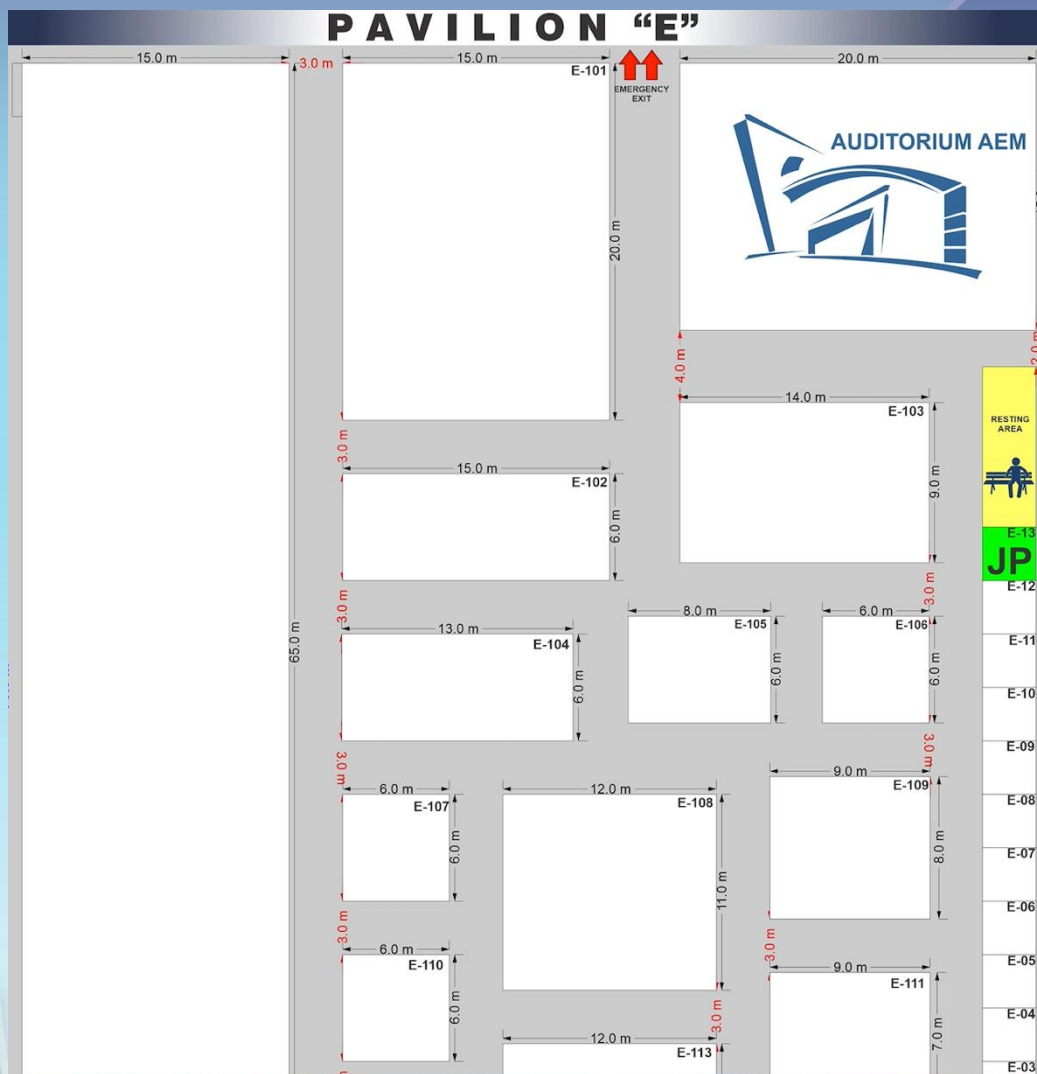 PAVILION “E”
15.0 m
3.0 m
15.0 m
20.0 m
E-101
EMERGENCY
EXIT
AUDITORIUM AEM
20.0 m
2.0 m
4.0 m
14.0 m
E-103
RESTING
AREA
3.0 m
15.0 m
E-102
9.0 m
6.0 m
E-13
JP
E-12
3.0 m
3.0 m
8.0 m
6.0 m
13.0 m
E-104
E-105
E-106
E-11
65.0 m
6.0 m
6.0 m
6.0 m
E-10
E-09
3.0 m
3.0 m
6.0 m
12.0 m
9.0 m
E-107
E-108
E-109
E-08
6.0 m
11.0 m
8.0 m
E-07
E-06
3.0 m
3.0 m
6.0 m
E-110
9.0 m
E-111
E-05
6.0 m
3.0 m
7.0 m
E-04
12.0 m
E-113
E-03